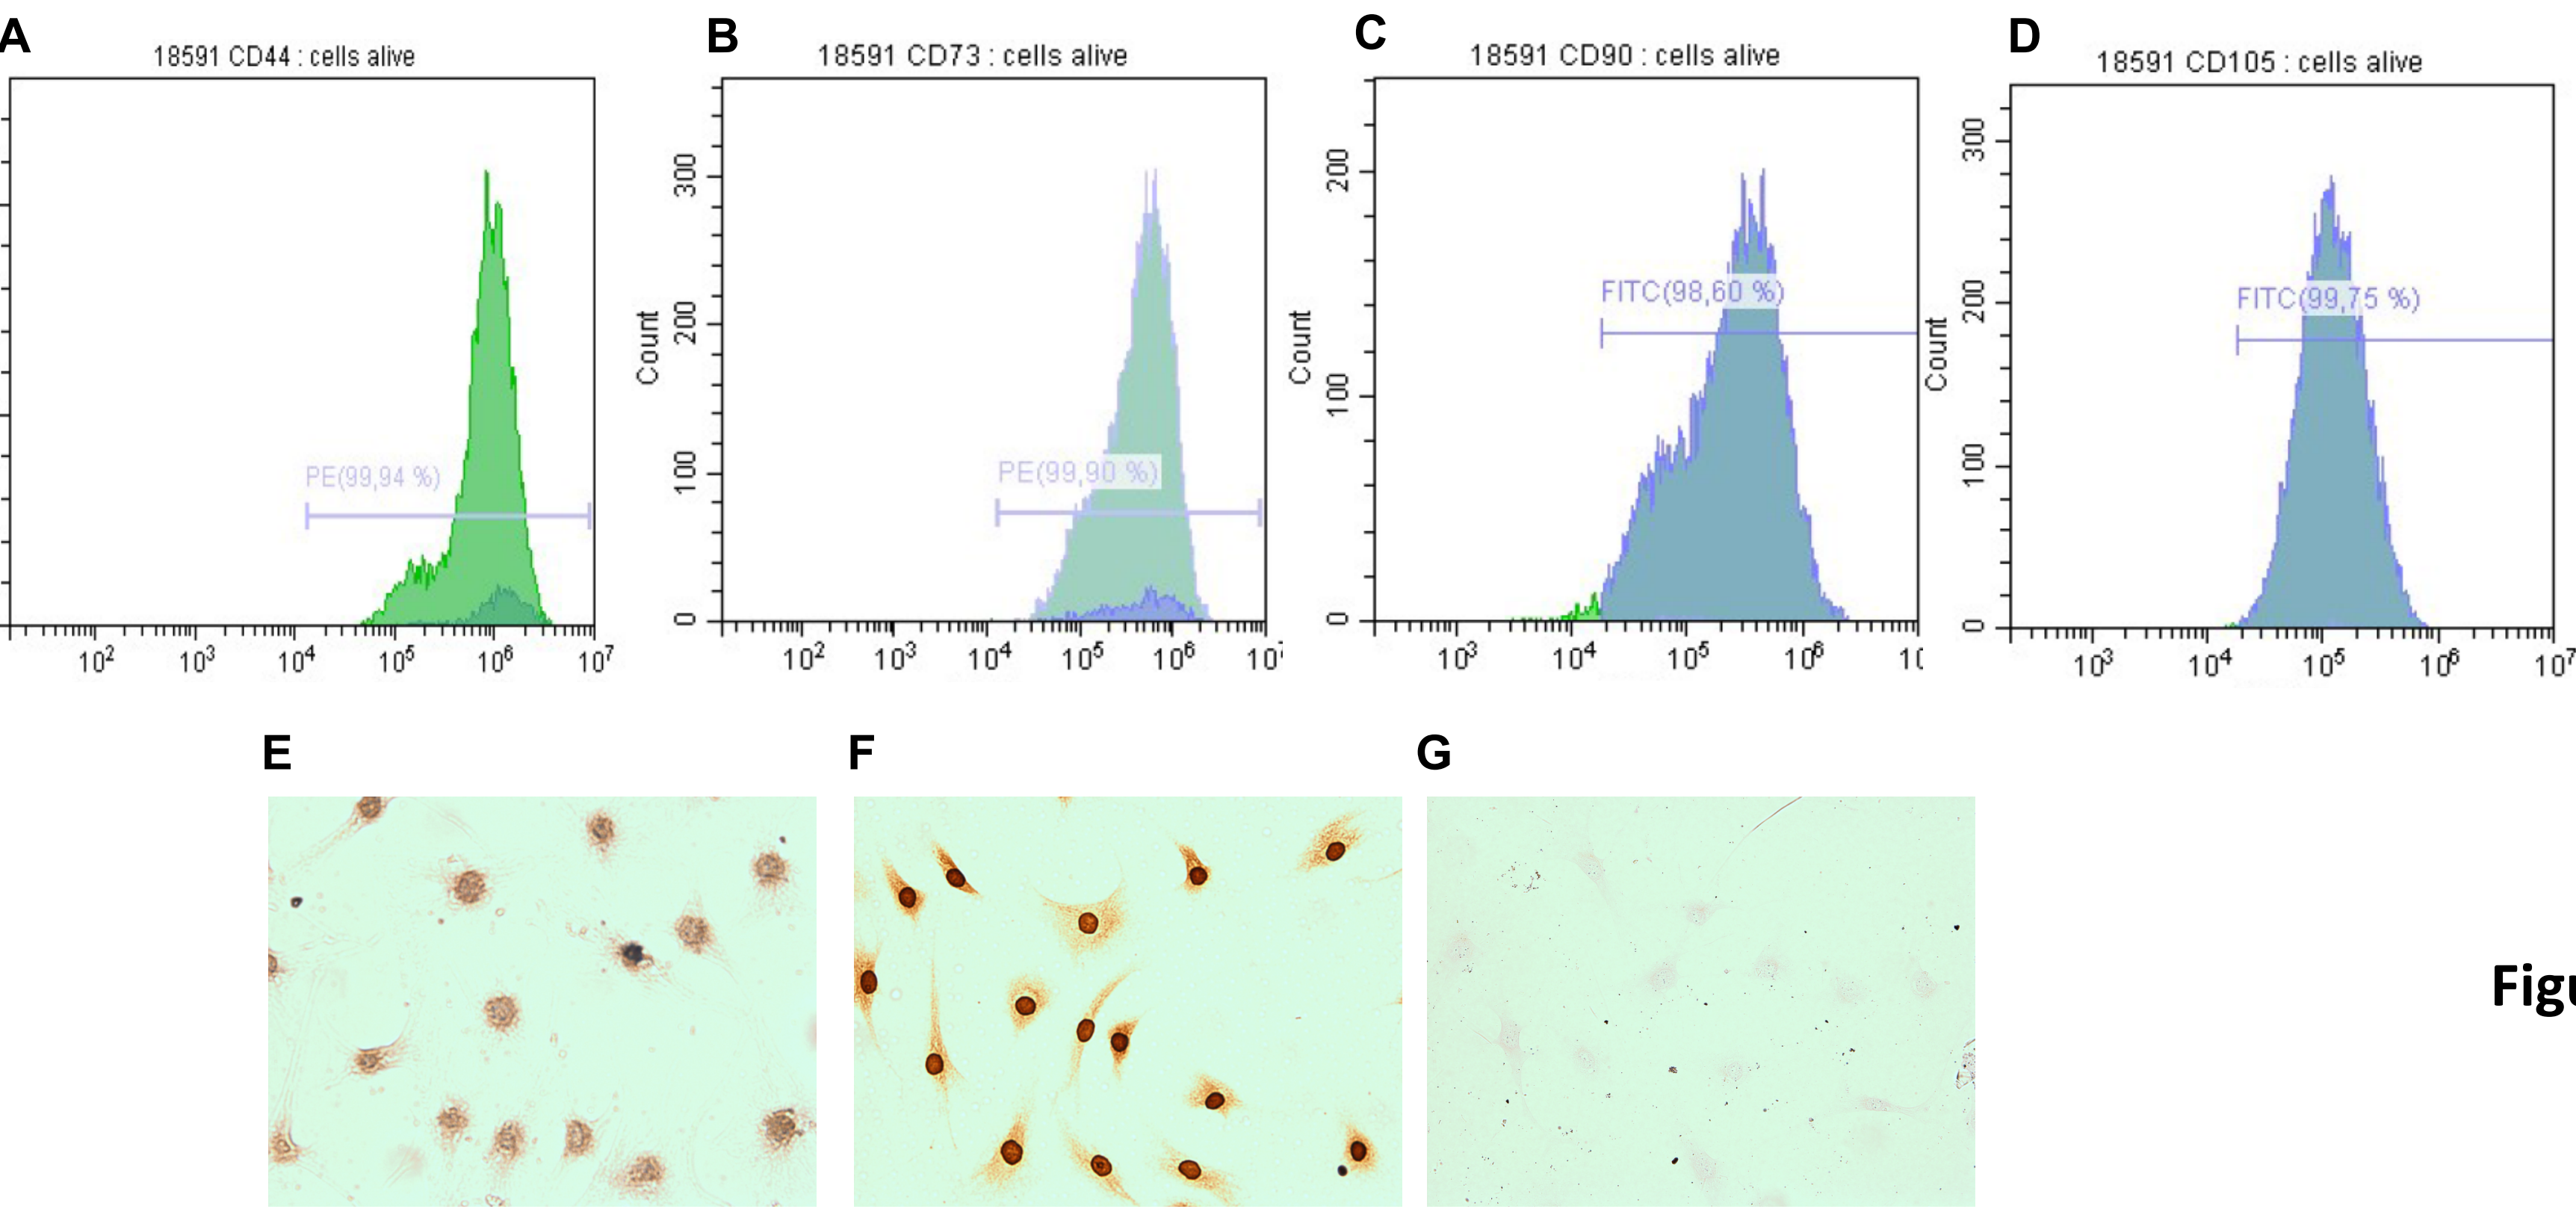 A
18591 CD44 : cells alive
PE(99,94 %)
10² 10³ 10⁴ 10⁵ 10⁶ 10⁷
B
18591 CD73 : cells alive
Count
300
200
100
0
PE(99,90 %)
10² 10³ 10⁴ 10⁵ 10⁶ 10⁷
C
18591 CD90 : cells alive
Count
200
100
0
FITC(98,60 %)
10³ 10⁴ 10⁵ 10⁶ 10
D
18591 CD105 : cells alive
Count
300
200
100
0
FITC(99,75 %)
10³ 10⁴ 10⁵ 10⁶ 10⁷
E
F
G
Figu